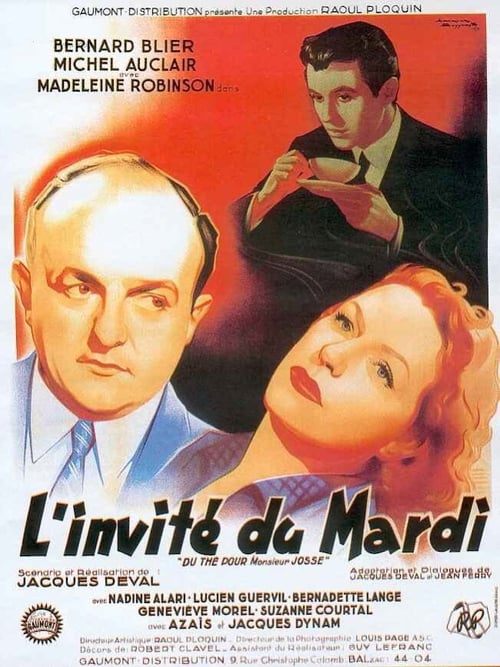 GAUMONT-DISTRIBUTION présente Une Production RAOUL PLOQUIN
BERNARD BLIER
MICHEL AUCLAIR
avec
MADELEINE ROBINSON dans
L'invité du Mardi
"DU THE POUR Monsieur JOSSE"
Scénario et Réalisation de :
JACQUES DEVAL
Adaptation et Dialogues de
JACQUES DEVAL et JEAN FERRY
avec NADINE ALARI · LUCIEN GUERVIL · BERNADETTE LANGE
GENEVIÈVE MOREL · SUZANNE COURTAL
avec AZAÏS et JACQUES DYNAM
Directeur Artistique : RAOUL PLOQUIN _ Directeur de la Photographie : LOUIS PAGE A.S.C.
Décors de : ROBERT CLAVEL _ Assistant du Réalisateur : GUY LEFRANC
GAUMONT DISTRIBUTION 9, Rue Christophe Colomb BALzac : 44 04
GAUMONT